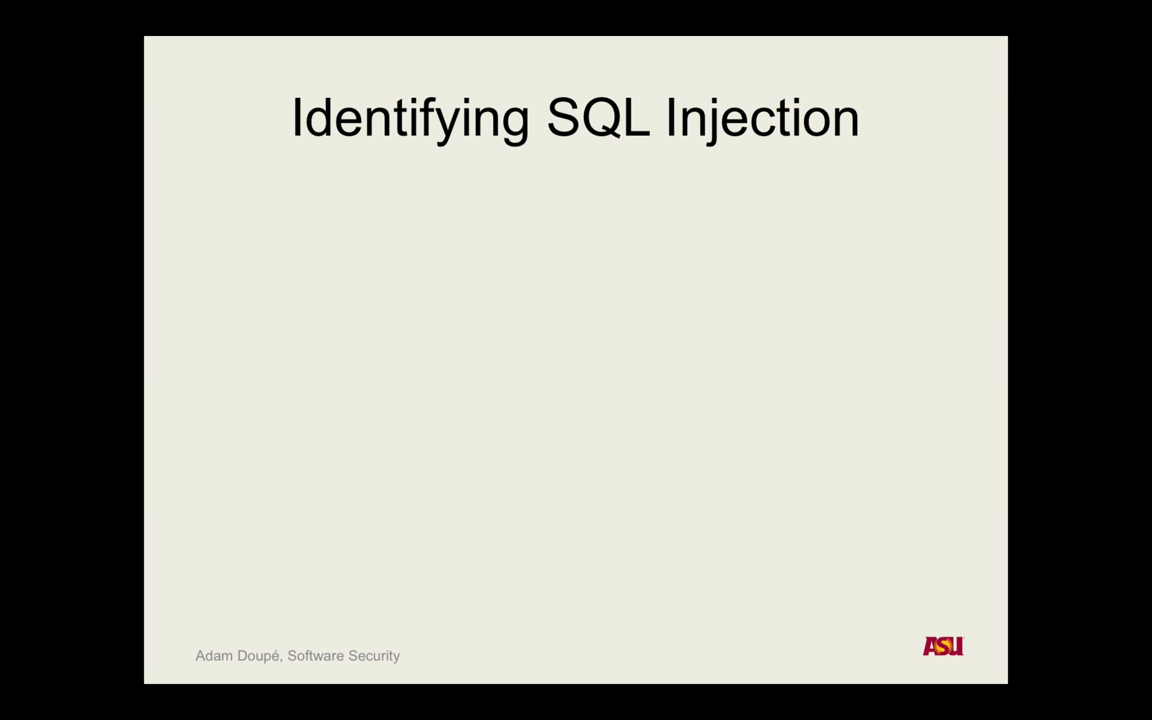 Identifying SQL Injection
Adam Doupé, Software Security
ASU